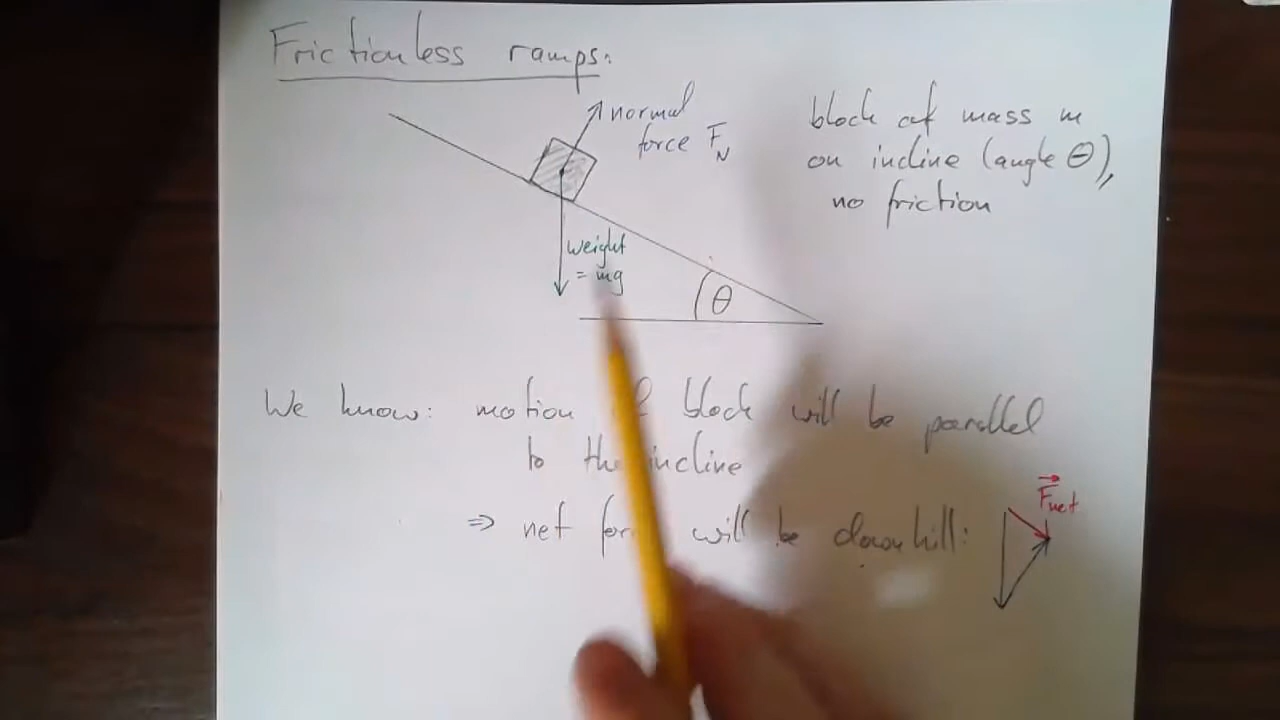 Frictionless ramps:
normal
force F_N
block of mass m
on incline (angle θ),
no friction
weight
= mg
θ
We know: motion block will be parallel
to the incline
⇒ net will be downhill:
F_net